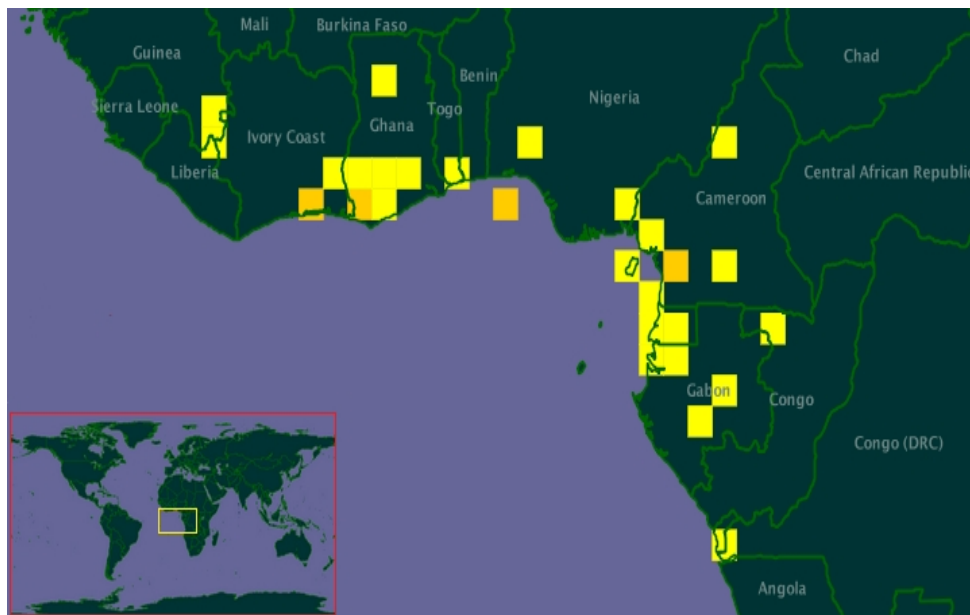 Mali
Burkina Faso
Guinea
Chad
Benin
Nigeria
Sierra Leone
Togo
Ghana
Ivory Coast
Liberia
Central African Republic
Cameroon
Gabon
Congo
Congo (DRC)
Angola